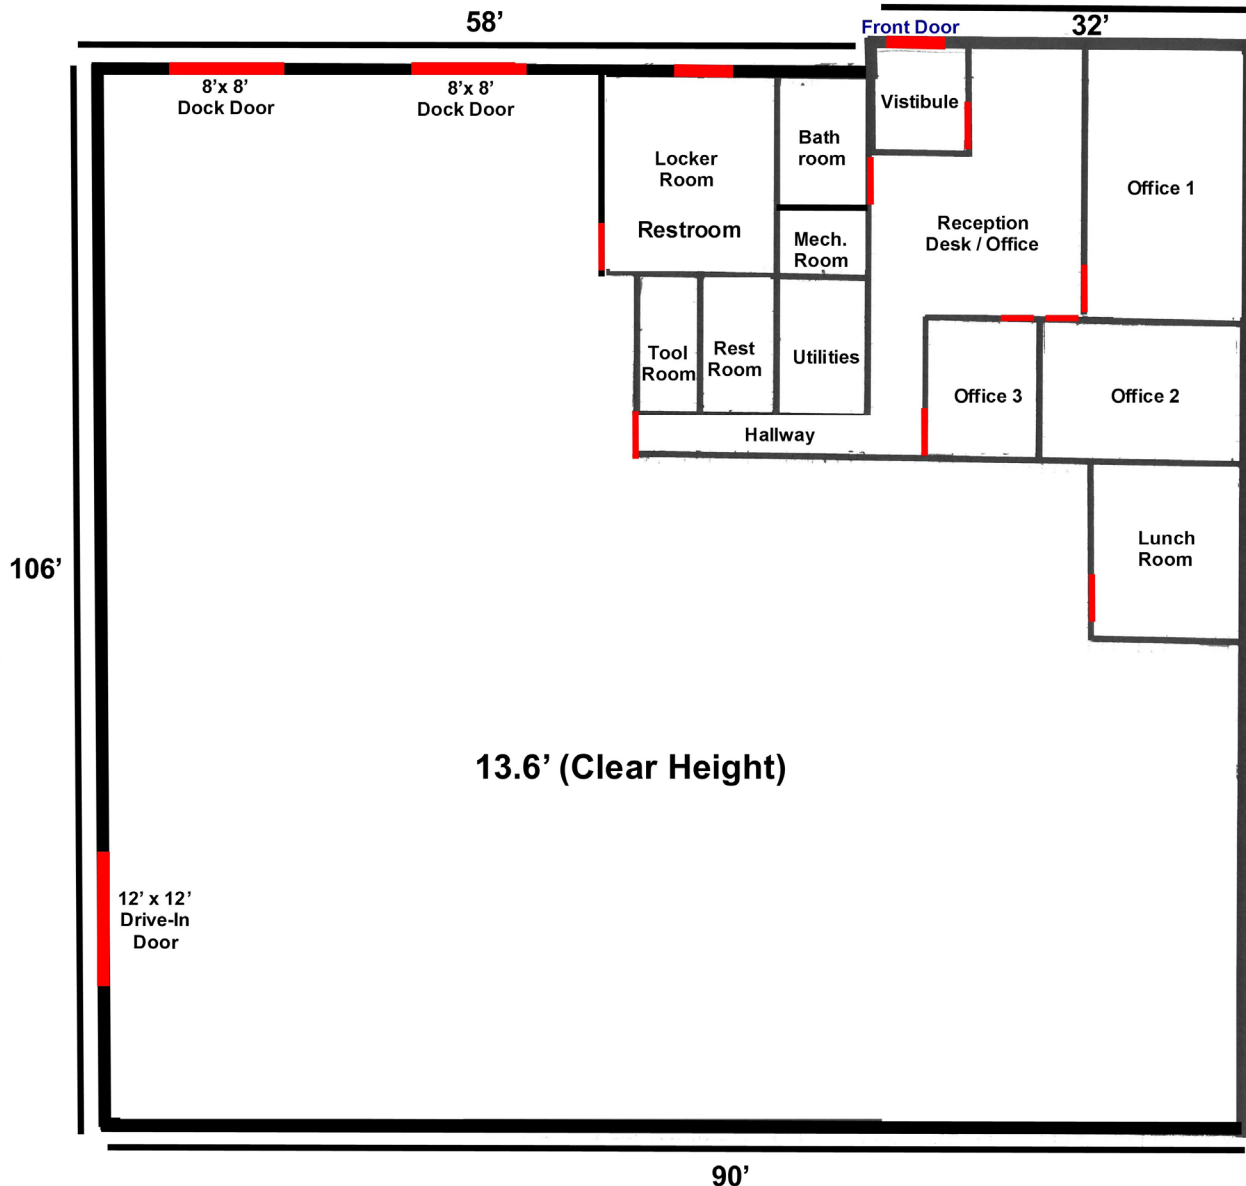 58’
32’
Front Door
8’x 8’
Dock Door
8’x 8’
Dock Door
Vistibule
Locker
Room
Restroom
Bath
room
Mech.
Room
Reception
Desk / Office
Office 1
Tool
Room
Rest
Room
Utilities
Office 3
Office 2
Hallway
Lunch
Room
106’
13.6’ (Clear Height)
12’ x 12’
Drive-In
Door
90’